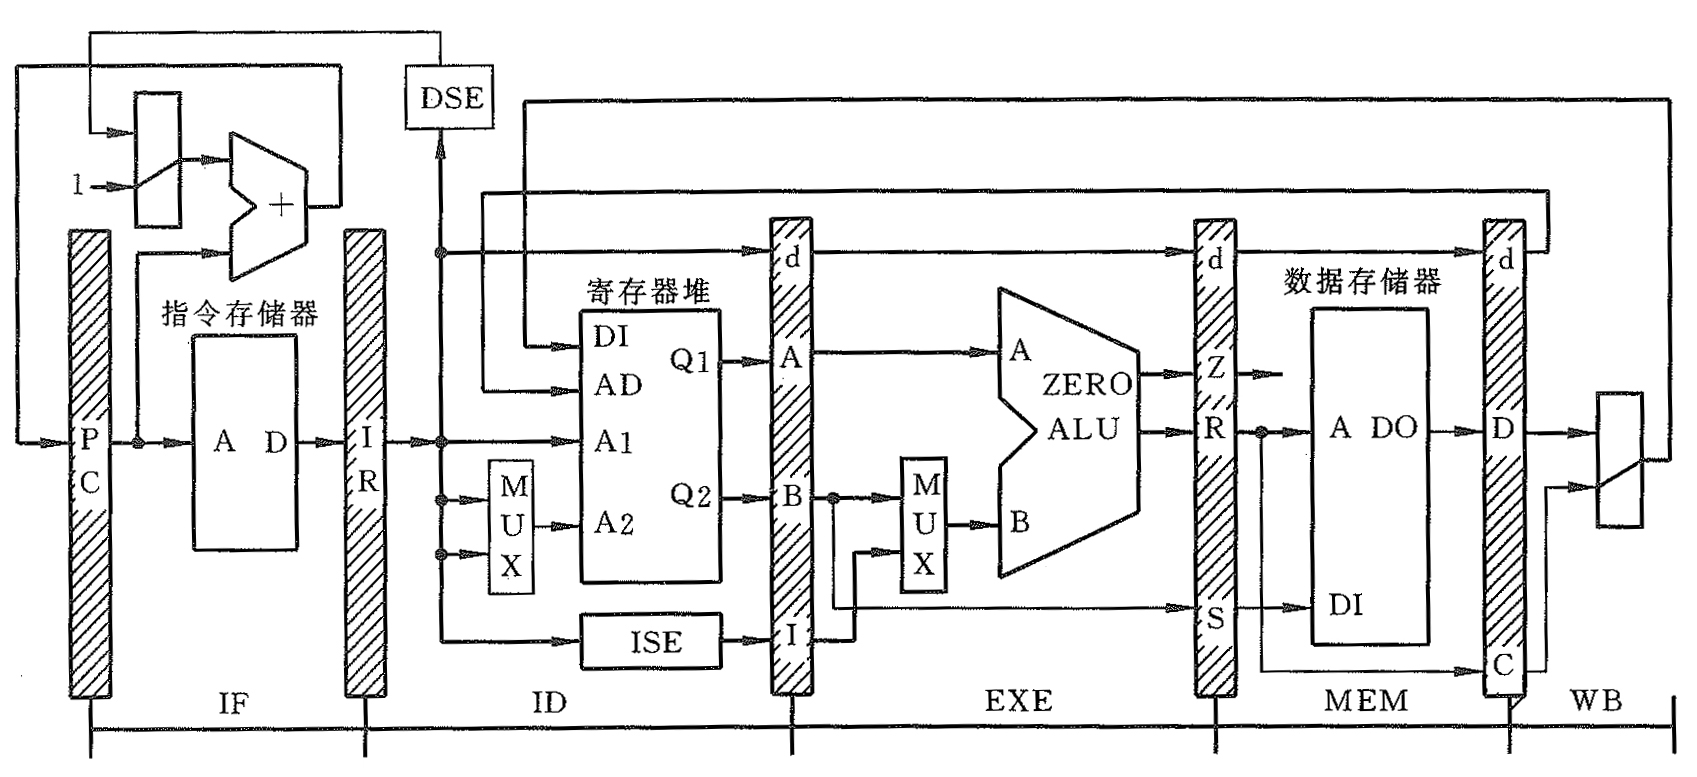 DSE
1
+
指令存储器
寄存器堆
数据存储器
P
C
A D
I
R
DI
AD
A1
A2
Q1
Q2
M
U
X
ISE
d
A
B
I
M
U
X
A
B
ZERO
ALU
d
Z
R
S
A DO
DI
d
D
C
IF ID EXE MEM WB